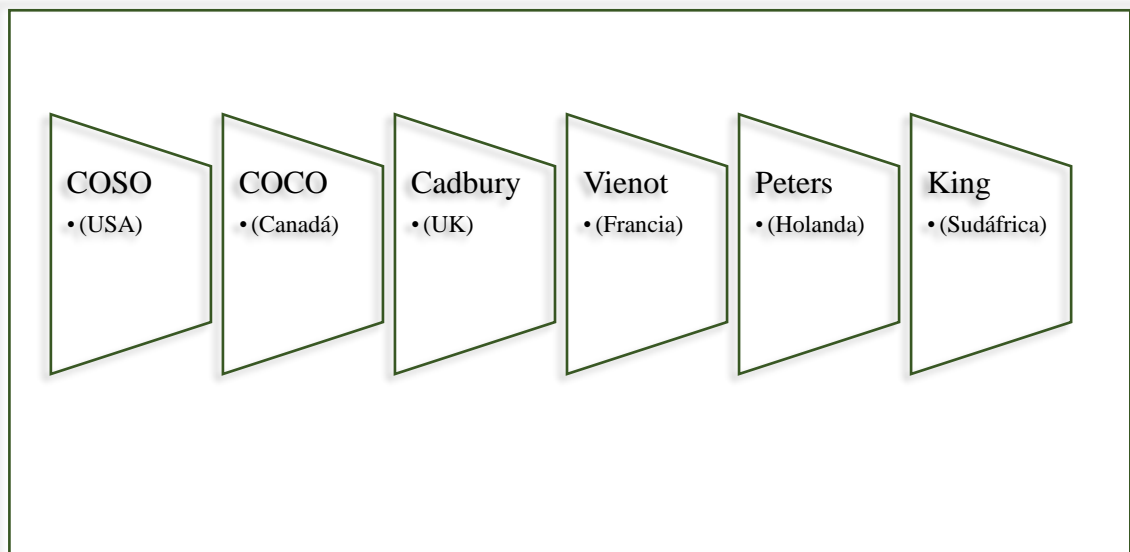 COSO
• (USA)
COCO
• (Canadá)
Cadbury
• (UK)
Vienot
• (Francia)
Peters
• (Holanda)
King
• (Sudáfrica)